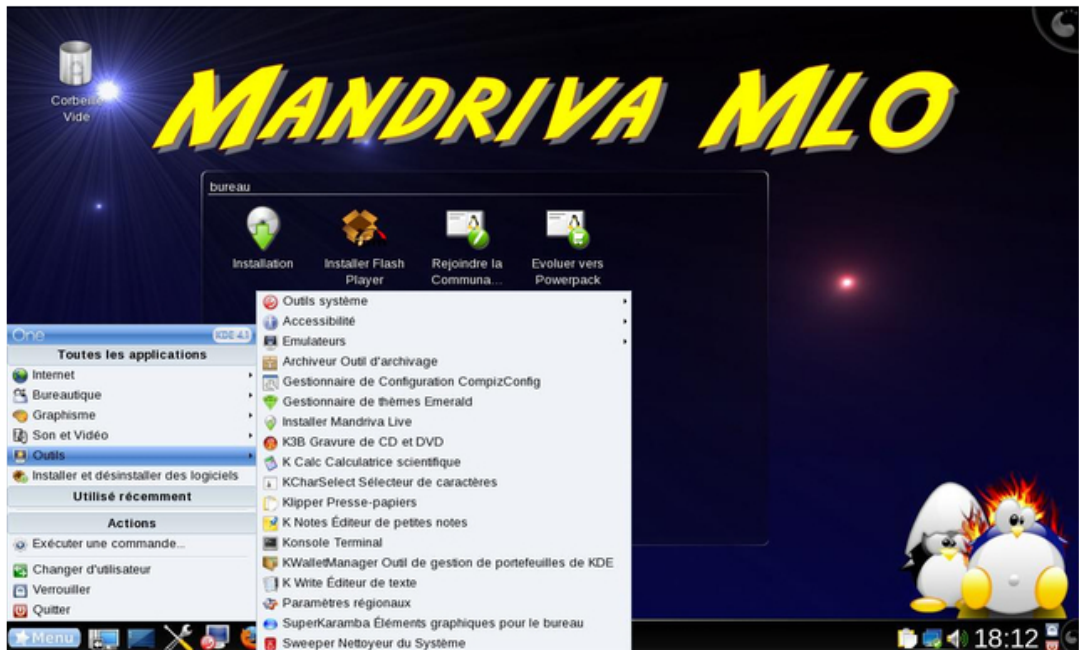 MANDRIVA MLO
Corbeille
Vide
bureau
Installation
Installer Flash
Player
Rejoindre la
Communa...
Evoluer vers
Powerpack
One
KDE 4.1
Toutes les applications
Internet
Bureautique
Graphisme
Son et Vidéo
Outils
Installer et désinstaller des logiciels
Utilisé récemment
Actions
Exécuter une commande...
Changer d'utilisateur
Verrouiller
Quitter
Outils système
Accessibilité
Emulateurs
Archiveur Outil d'archivage
Gestionnaire de Configuration CompizConfig
Gestionnaire de thèmes Emerald
Installer Mandriva Live
K3B Gravure de CD et DVD
K Calc Calculatrice scientifique
KCharSelect Sélecteur de caractères
Klipper Presse-papiers
K Notes Éditeur de petites notes
Konsole Terminal
KWalletManager Outil de gestion de portefeuilles de KDE
K Write Éditeur de texte
Paramètres régionaux
SuperKaramba Éléments graphiques pour le bureau
Sweeper Nettoyeur du Système
Menu
18:12